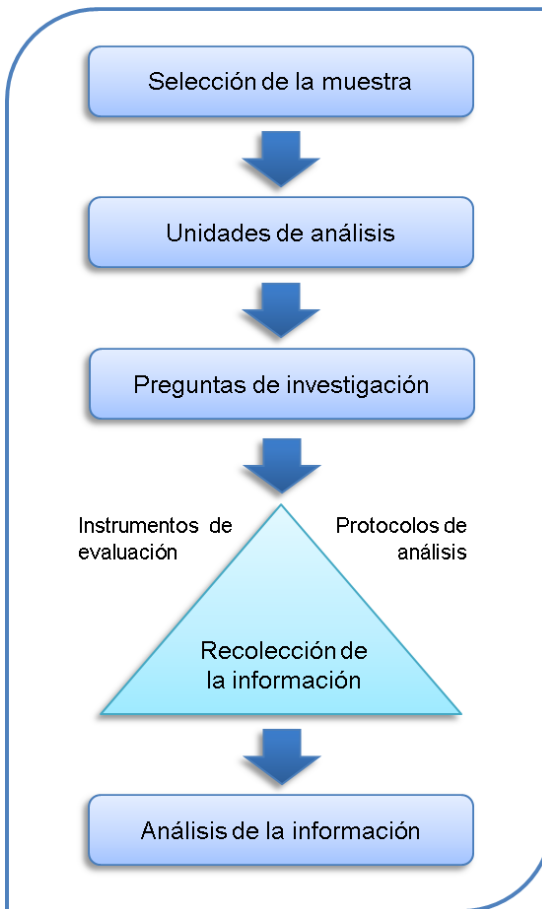 Selección de la muestra
Unidades de análisis
Preguntas de investigación
Instrumentos de
evaluación
Protocolos de
análisis
Recolección de
la información
Análisis de la información